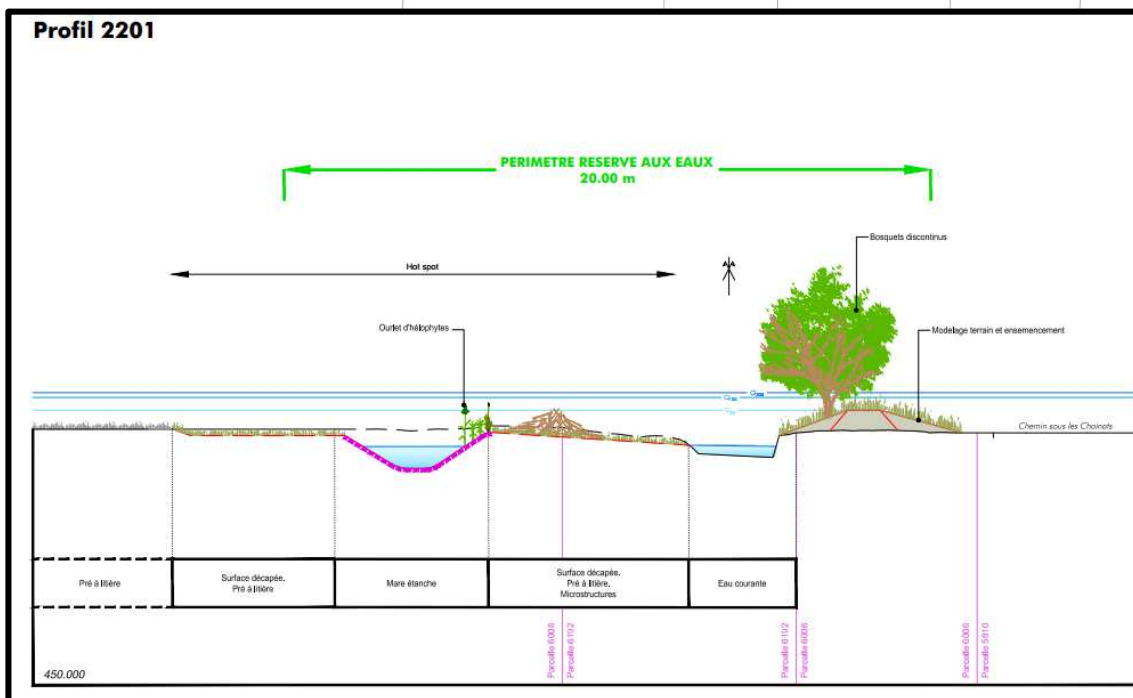 Profil 2201
PERIMETRE RESERVE AUX EAUX
20.00 m
Bosquets discontinus
Hot spot
Ourlet d'hélophytes
Modelage terrain et ensemencement
Chemin sous les Chainots
Pré à litière
Surface décapée.
Pré à litière
Mare étanche
Surface décapée.
Pré à litière.
Microstructures
Eau courante
Parcelle 6008
Parcelle 6192
Parcelle 6192
Parcelle 6006
Parcelle 6006
Parcelle 5810
450.000